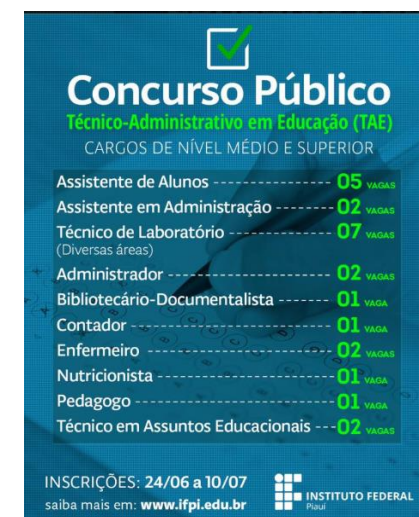 Concurso Público
Técnico-Administrativo em Educação (TAE)
CARGOS DE NÍVEL MÉDIO E SUPERIOR
Assistente de Alunos ---------------- 05 VAGAS
Assistente em Administração -------- 02 VAGAS
Técnico de Laboratório -------------- 07 VAGAS
(Diversas áreas)
Administrador ---------------------- 02 VAGAS
Bibliotecário-Documentalista ------- 01 VAGA
Contador --------------------------- 01 VAGA
Enfermeiro ------------------------- 02 VAGAS
Nutricionista ----------------------- 01 VAGA
Pedagogo -------------------------- 01 VAGA
Técnico em Assuntos Educacionais --- 02 VAGAS
INSCRIÇÕES: 24/06 a 10/07
saiba mais em: www.ifpi.edu.br
INSTITUTO FEDERAL
Piauí